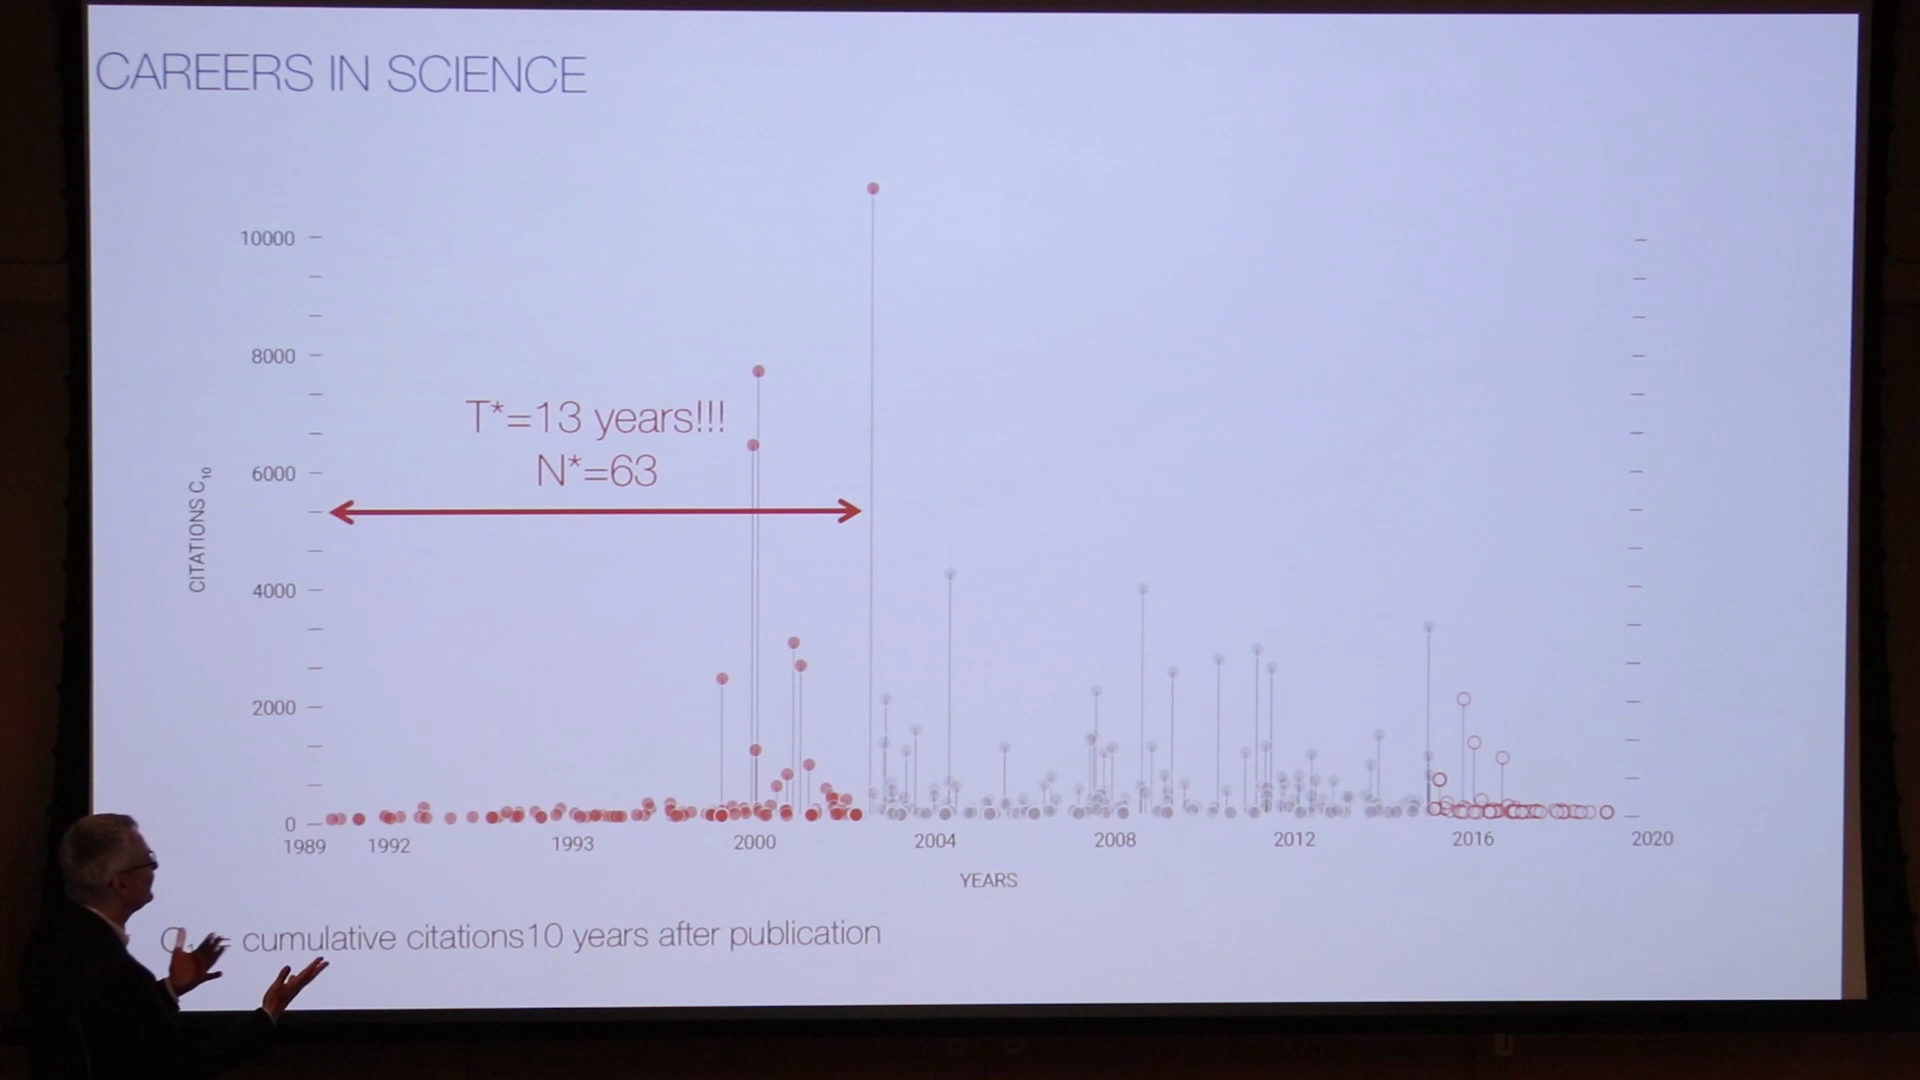 CAREERS IN SCIENCE
10000
8000
T*=13 years!!!
N*=63
6000
CITATIONS C₁₀
4000
2000
0
1989 1992 1993 2000 2004 2008 2012 2016 2020
YEARS
= cumulative citations10 years after publication